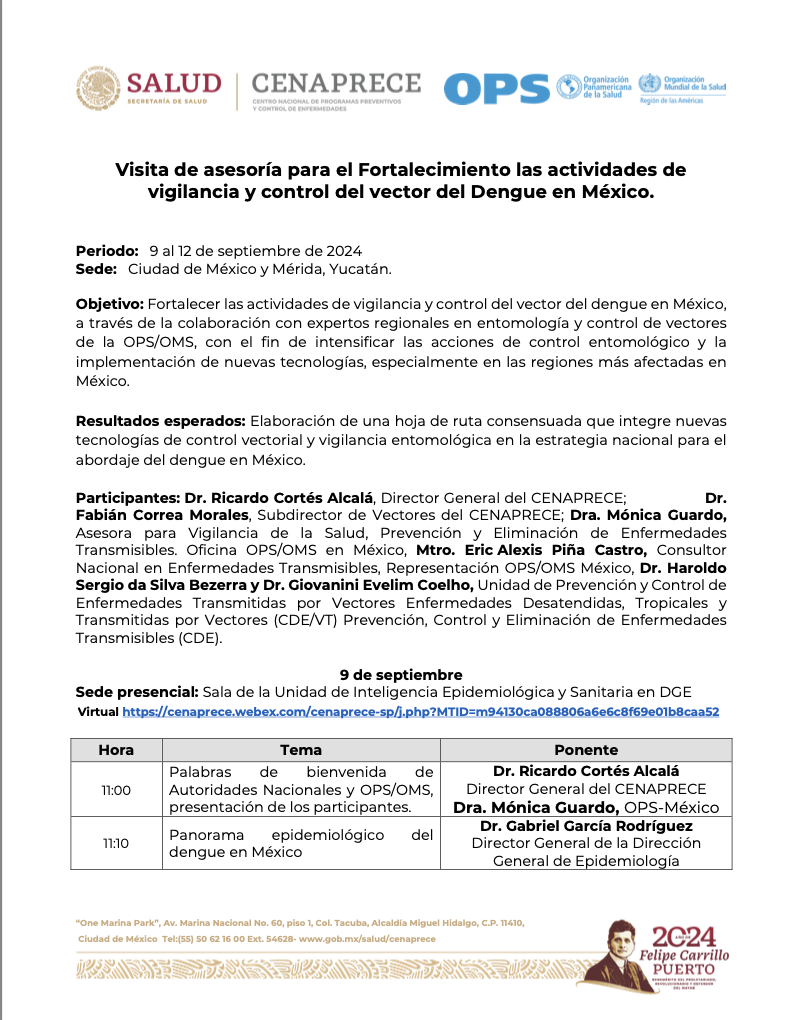 SALUD
SECRETARÍA DE SALUD
CENAPRECE
CENTRO NACIONAL DE PROGRAMAS PREVENTIVOS
Y CONTROL DE ENFERMEDADES
OPS
Organización
Panamericana
de la Salud
Organización
Mundial de la Salud
Región de las Américas
Visita de asesoría para el Fortalecimiento las actividades de
vigilancia y control del vector del Dengue en México.
Periodo: 9 al 12 de septiembre de 2024
Sede: Ciudad de México y Mérida, Yucatán.
Objetivo: Fortalecer las actividades de vigilancia y control del vector del dengue en México,
a través de la colaboración con expertos regionales en entomología y control de vectores
de la OPS/OMS, con el fin de intensificar las acciones de control entomológico y la
implementación de nuevas tecnologías, especialmente en las regiones más afectadas en
México.
Resultados esperados: Elaboración de una hoja de ruta consensuada que integre nuevas
tecnologías de control vectorial y vigilancia entomológica en la estrategia nacional para el
abordaje del dengue en México.
Participantes: Dr. Ricardo Cortés Alcalá, Director General del CENAPRECE; Dr.
Fabián Correa Morales, Subdirector de Vectores del CENAPRECE; Dra. Mónica Guardo,
Asesora para Vigilancia de la Salud, Prevención y Eliminación de Enfermedades
Transmisibles. Oficina OPS/OMS en México, Mtro. Eric Alexis Piña Castro, Consultor
Nacional en Enfermedades Transmisibles, Representación OPS/OMS México, Dr. Haroldo
Sergio da Silva Bezerra y Dr. Giovanini Evelim Coelho, Unidad de Prevención y Control de
Enfermedades Transmitidas por Vectores Enfermedades Desatendidas, Tropicales y
Transmitidas por Vectores (CDE/VT) Prevención, Control y Eliminación de Enfermedades
Transmisibles (CDE).
9 de septiembre
Sede presencial: Sala de la Unidad de Inteligencia Epidemiológica y Sanitaria en DGE
Virtual https://cenaprece.webex.com/cenaprece-sp/j.php?MTID=m94130ca088806a6e6c8f69e01b8caa52
Hora Tema Ponente
11:00
Palabras de bienvenida de
Autoridades Nacionales y OPS/OMS,
presentación de los participantes.
Dr. Ricardo Cortés Alcalá
Director General del CENAPRECE
Dra. Mónica Guardo, OPS-México
11:10
Panorama epidemiológico del
dengue en México
Dr. Gabriel García Rodríguez
Director General de la Dirección
General de Epidemiología
"One Marina Park", Av. Marina Nacional No. 60, piso 1, Col. Tacuba, Alcaldía Miguel Hidalgo, C.P. 11410,
Ciudad de México Tel:(55) 50 62 16 00 Ext. 54628- www.gob.mx/salud/cenaprece
2024
AÑO DE
Felipe Carrillo
PUERTO
BENEMÉRITO DEL PROLETARIADO,
REVOLUCIONARIO Y DEFENSOR
DEL MAYAB